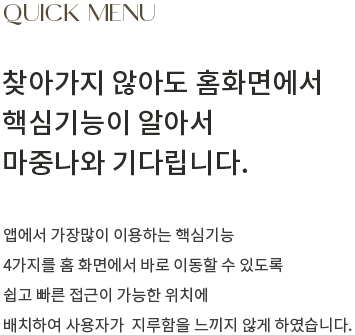 QUICK MENU
찾아가지 않아도 홈화면에서
핵심기능이 알아서
마중나와 기다립니다.
앱에서 가장많이 이용하는 핵심기능
4가지를 홈 화면에서 바로 이동할 수 있도록
쉽고 빠른 접근이 가능한 위치에
배치하여 사용자가 지루함을 느끼지 않게 하였습니다.